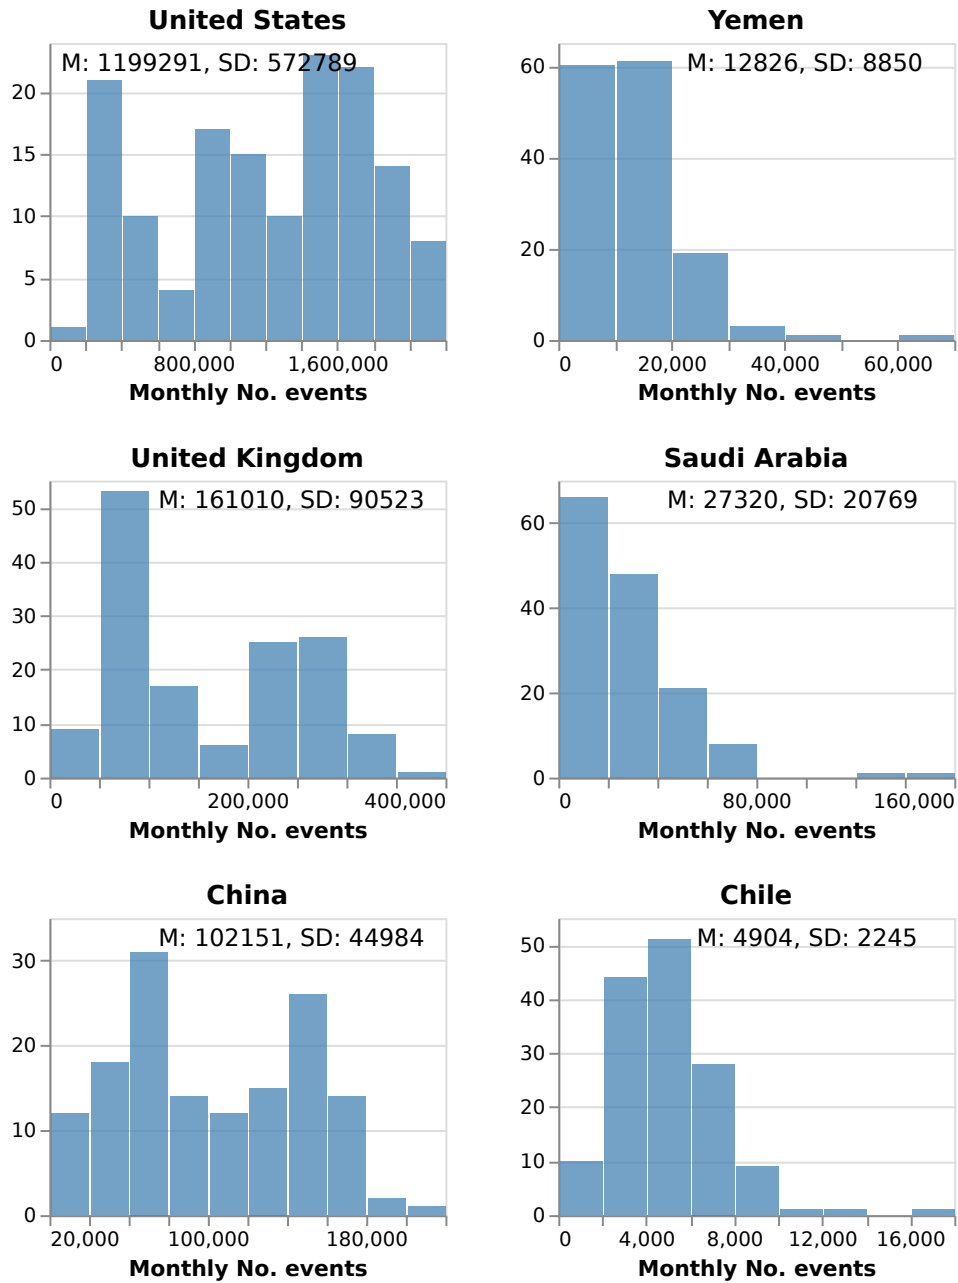 United States
M: 1199291, SD: 572789
20
15
10
5
0
0 800,000 1,600,000
Monthly No. events
Yemen
M: 12826, SD: 8850
60
40
20
0
0 20,000 40,000 60,000
Monthly No. events
United Kingdom
M: 161010, SD: 90523
50
40
30
20
10
0
0 200,000 400,000
Monthly No. events
Saudi Arabia
M: 27320, SD: 20769
60
40
20
0
0 80,000 160,000
Monthly No. events
China
M: 102151, SD: 44984
30
20
10
0
20,000 100,000 180,000
Monthly No. events
Chile
M: 4904, SD: 2245
50
40
30
20
10
0
0 4,000 8,000 12,000 16,000
Monthly No. events